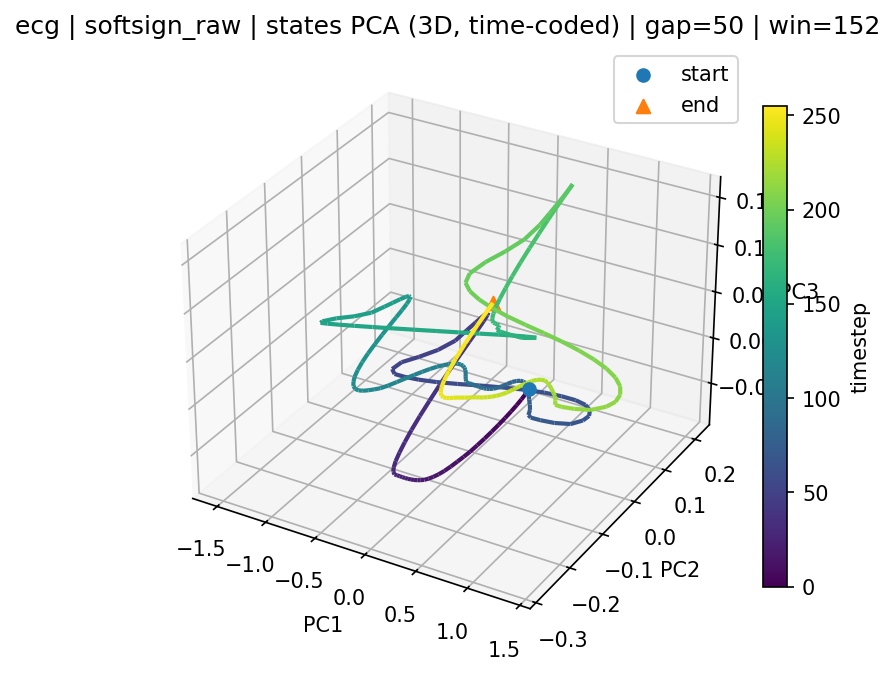 ecg | softsign_raw | states PCA (3D, time-coded) | gap=50 | win=152
start
end
250
200
150
100
50
0
timestep
PC3
0.2
0.1
0.0
−0.1
−0.2
−0.3
PC2
−1.5
−1.0
−0.5
0.0
0.5
1.0
1.5
PC1